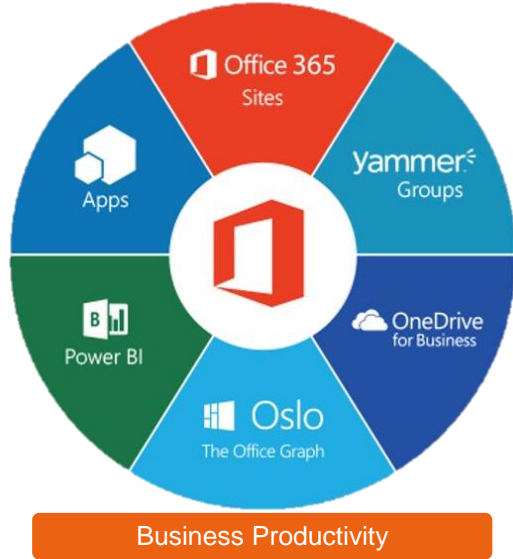 Office 365
Sites
yammer
Groups
OneDrive
for Business
Oslo
The Office Graph
B
Power BI
Apps
Business Productivity